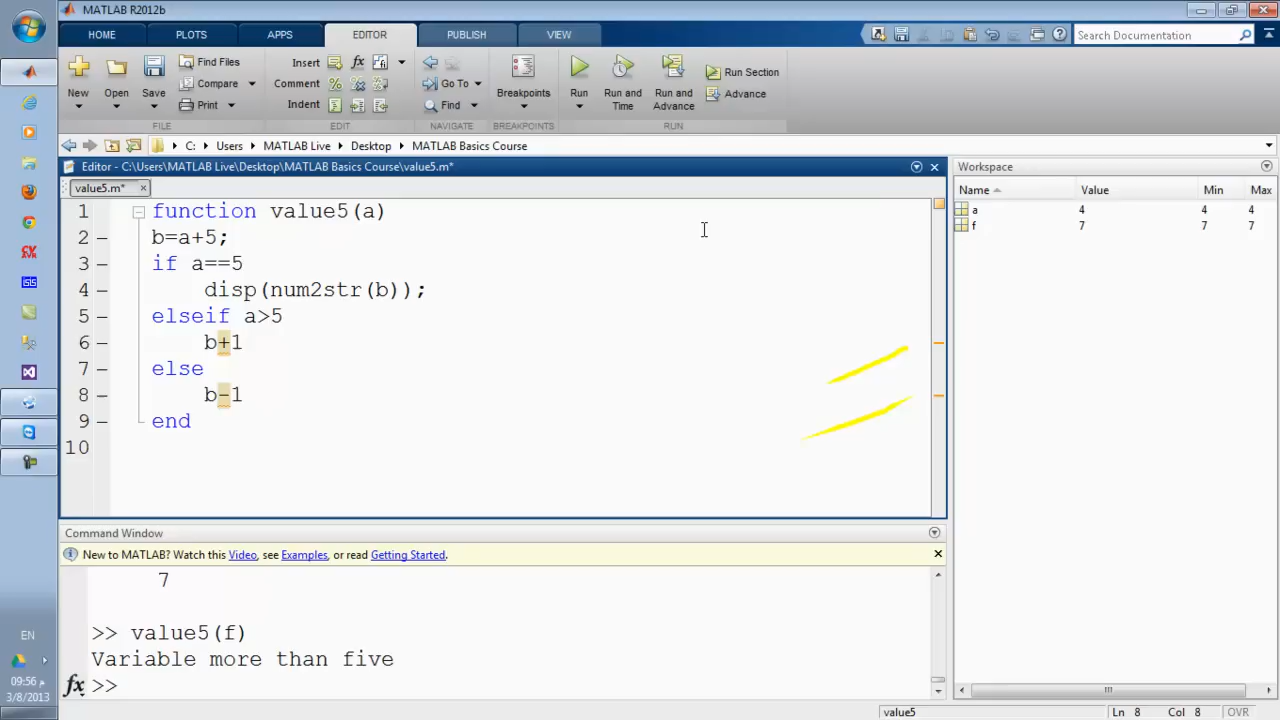 MATLAB R2012b
HOME PLOTS APPS EDITOR PUBLISH VIEW Search Documentation
New Open Save Find Files Compare Print Insert Comment Indent fx Go To Find Breakpoints Run Run and Time Run and Advance Run Section Advance
FILE EDIT NAVIGATE BREAKPOINTS RUN
C: Users MATLAB Live Desktop MATLAB Basics Course
Editor - C:\Users\MATLAB Live\Desktop\MATLAB Basics Course\value5.m*
value5.m*
1 function value5(a)
2 b=a+5;
3 if a==5
4 disp(num2str(b));
5 elseif a>5
6 b+1
7 else
8 b-1
9 end
10
Workspace
Name Value Min Max
a 4 4 4
f 7 7 7
Command Window
New to MATLAB? Watch this Video, see Examples, or read Getting Started.
7
>> value5(f)
Variable more than five
fx >>
value5 Ln 8 Col 8 OVR
EN
09:56 م
3/8/2013